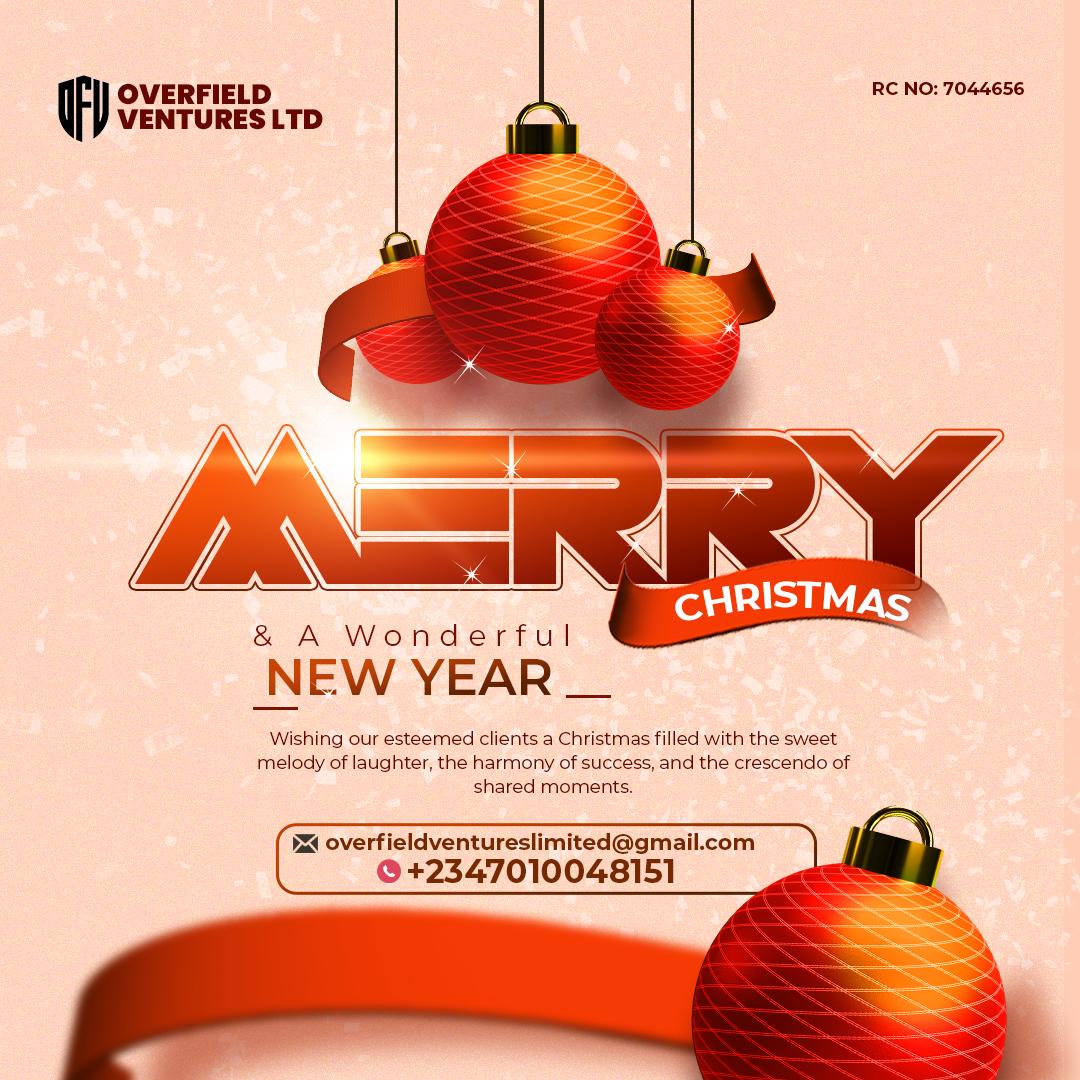 OFV
OVERFIELD
VENTURES LTD
RC NO: 7044656
MERRY
CHRISTMAS
& A Wonderful
NEW YEAR
Wishing our esteemed clients a Christmas filled with the sweet
melody of laughter, the harmony of success, and the crescendo of
shared moments.
overfieldventureslimited@gmail.com
+2347010048151